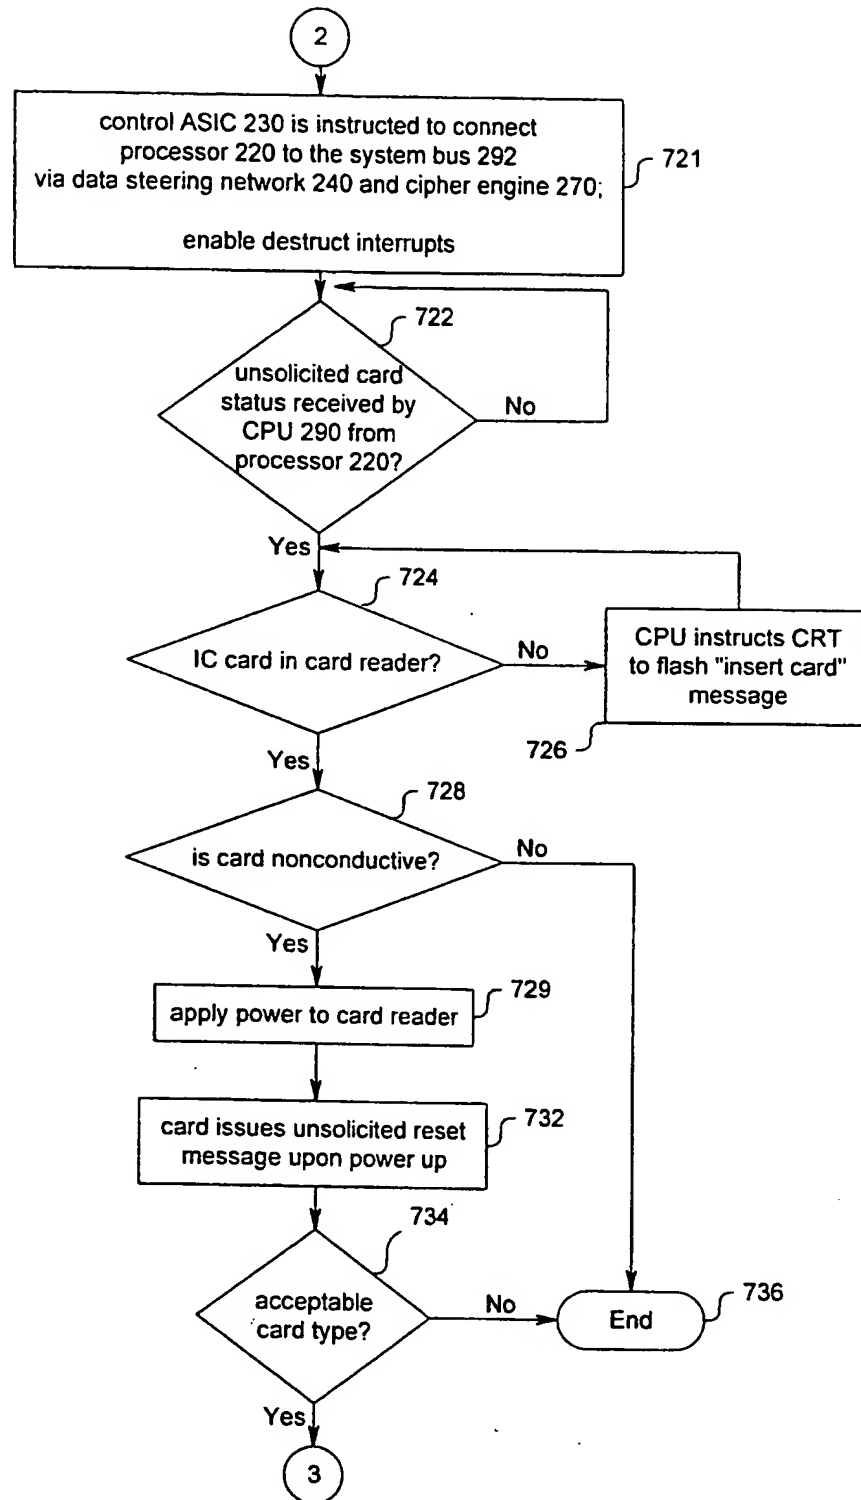 2
control ASIC 230 is instructed to connect
processor 220 to the system bus 292
via data steering network 240 and cipher engine 270;
enable destruct interrupts
721
722
unsolicited card
status received by
CPU 290 from
processor 220?
No
Yes
724
IC card in card reader?
No
CPU instructs CRT
to flash "insert card"
message
726
Yes
728
is card nonconductive?
No
Yes
729
apply power to card reader
732
card issues unsolicited reset
message upon power up
734
acceptable
card type?
No
End
736
Yes
3